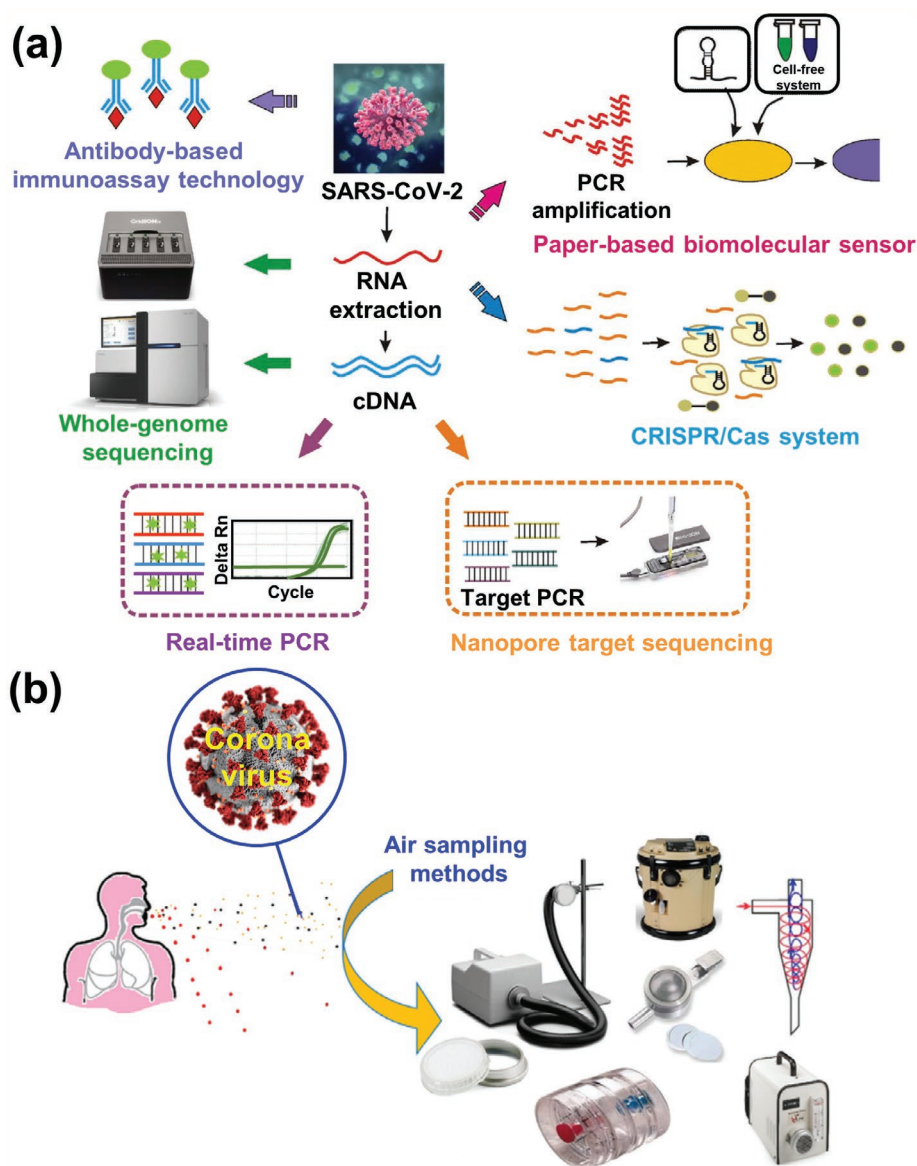 (a)
Antibody-based
immunoassay technology
SARS-CoV-2
RNA
extraction
cDNA
Whole-genome
sequencing
PCR
amplification
Cell-free
system
Paper-based biomolecular sensor
CRISPR/Cas system
Delta Rn
Cycle
Real-time PCR
Target PCR
Nanopore target sequencing
(b)
Corona
virus
Air sampling
methods